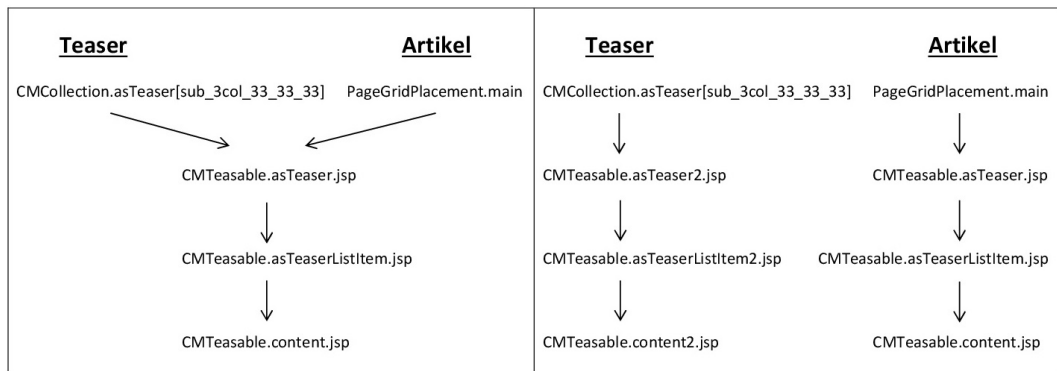 Teaser Artikel
CMCollection.asTeaser[sub_3col_33_33_33] PageGridPlacement.main
CMTeasable.asTeaser.jsp
CMTeasable.asTeaserListItem.jsp
CMTeasable.content.jsp
Teaser Artikel
CMCollection.asTeaser[sub_3col_33_33_33] PageGridPlacement.main
CMTeasable.asTeaser2.jsp CMTeasable.asTeaser.jsp
CMTeasable.asTeaserListItem2.jsp CMTeasable.asTeaserListItem.jsp
CMTeasable.content2.jsp CMTeasable.content.jsp